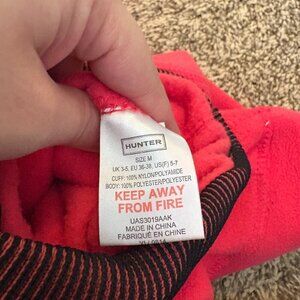 HUNTER
SIZE M
UK 3-5, EU 36-38, US(F) 5-7
CUFF: 100% NYLON/POLYAMIDE
BODY: 100% POLYESTER/POLYESTER
KEEP AWAY
FROM FIRE
UAS3019AAK
MADE IN CHINA
FABRIQUÉ EN CHINE